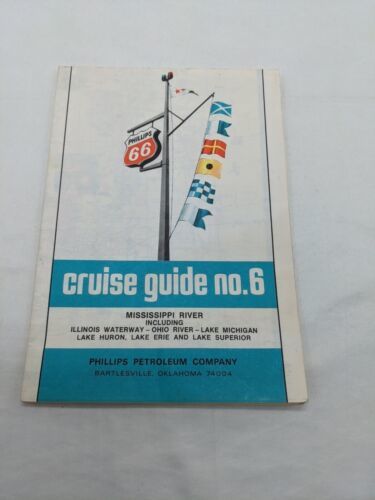 PHILLIPS
66
cruise guide no.6
MISSISSIPPI RIVER
INCLUDING
ILLINOIS WATERWAY – OHIO RIVER – LAKE MICHIGAN
LAKE HURON, LAKE ERIE AND LAKE SUPERIOR
PHILLIPS PETROLEUM COMPANY
BARTLESVILLE, OKLAHOMA 74004